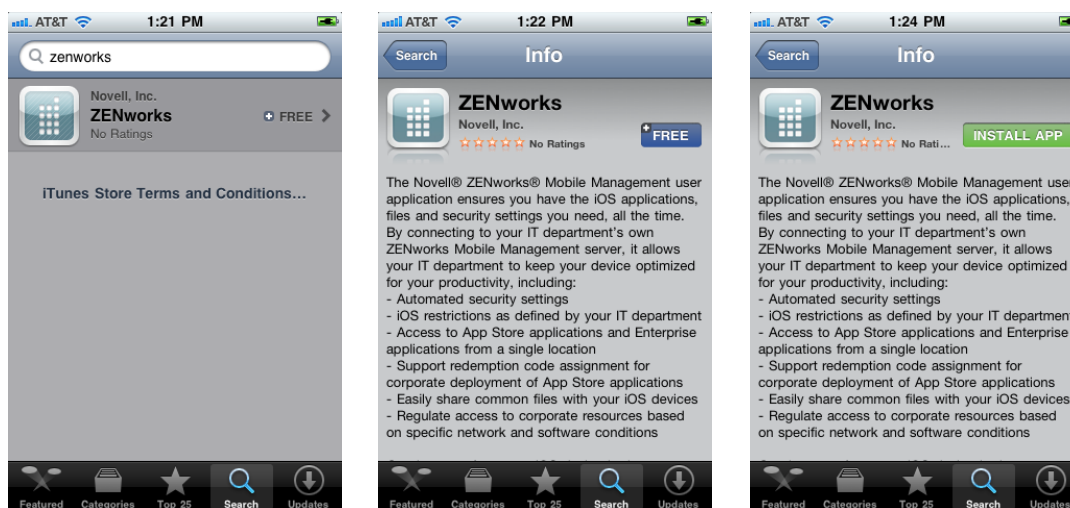 AT&T 1:21 PM
zenworks
Novell, Inc.
ZENworks
FREE
No Ratings
iTunes Store Terms and Conditions...
Featured Categories Top 25 Search Updates
AT&T 1:22 PM
Search Info
ZENworks
Novell, Inc.
No Ratings
FREE
The Novell® ZENworks® Mobile Management user
application ensures you have the iOS applications,
files and security settings you need, all the time.
By connecting to your IT department's own
ZENworks Mobile Management server, it allows
your IT department to keep your device optimized
for your productivity, including:
- Automated security settings
- iOS restrictions as defined by your IT department
- Access to App Store applications and Enterprise
applications from a single location
- Support redemption code assignment for
corporate deployment of App Store applications
- Easily share common files with your iOS devices
- Regulate access to corporate resources based
on specific network and software conditions
Featured Categories Top 25 Search Updates
AT&T 1:24 PM
Search Info
ZENworks
Novell, Inc.
No Rati...
INSTALL APP
The Novell® ZENworks® Mobile Management user
application ensures you have the iOS applications,
files and security settings you need, all the time.
By connecting to your IT department's own
ZENworks Mobile Management server, it allows
your IT department to keep your device optimized
for your productivity, including:
- Automated security settings
- iOS restrictions as defined by your IT department
- Access to App Store applications and Enterprise
applications from a single location
- Support redemption code assignment for
corporate deployment of App Store applications
- Easily share common files with your iOS devices
- Regulate access to corporate resources based
on specific network and software conditions
Featured Categories Top 25 Search Updates